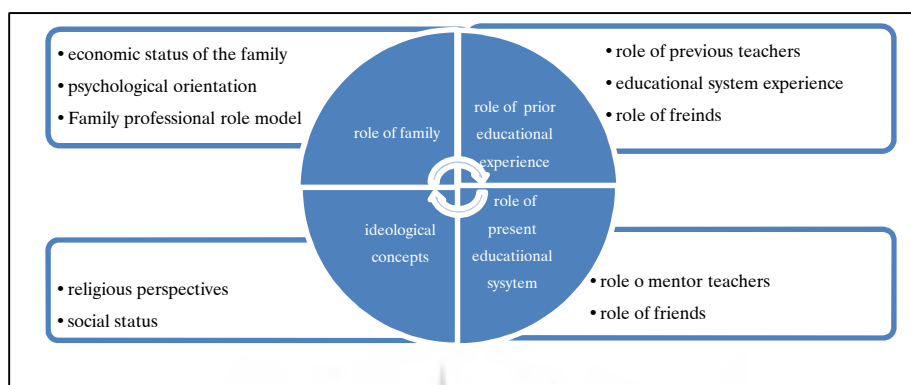 • economic status of the family
• psychological orientation
• Family professional role model
• role of previous teachers
• educational system experience
• role of freinds
role of family
role of prior
educational
experience
ideological
concepts
role of
present
educatiional
sysytem
• religious perspectives
• social status
• role o mentor teachers
• role of friends